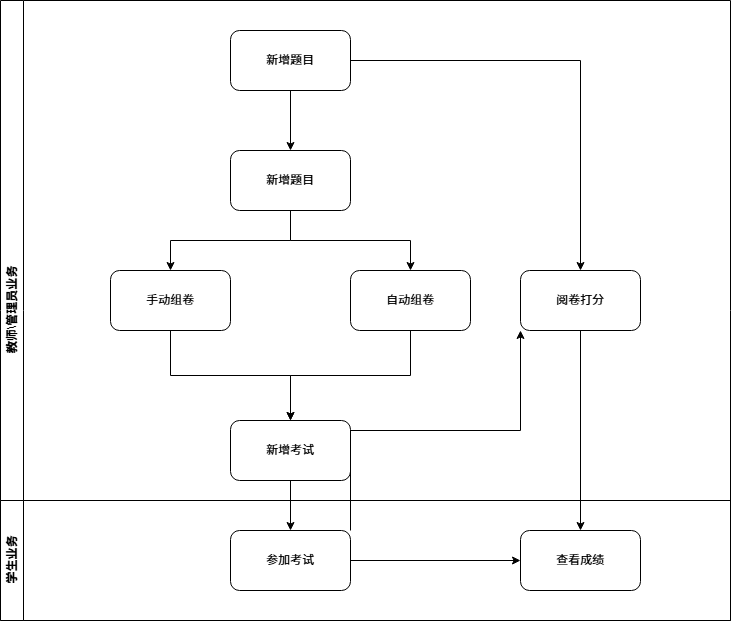 教师\管理员业务
新增题目
新增题目
手动组卷
自动组卷
阅卷打分
新增考试
学生业务
参加考试
查看成绩